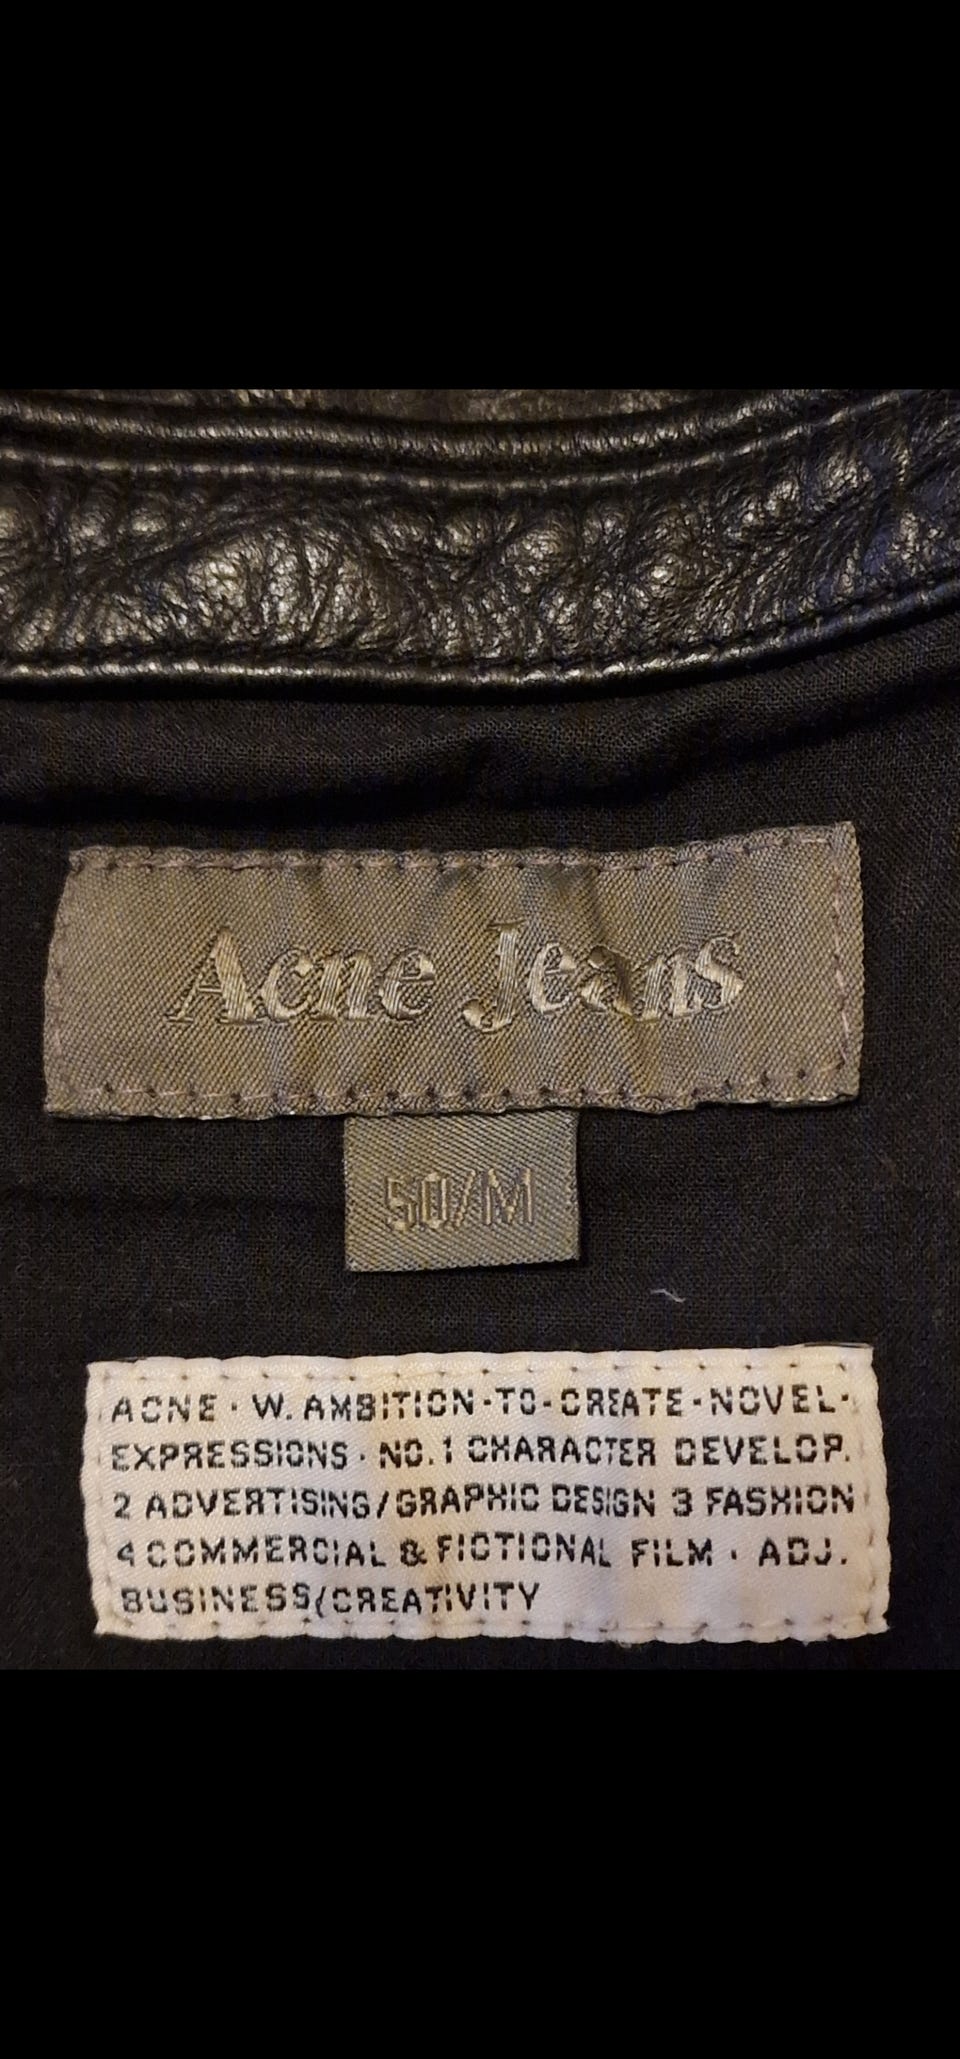 Acne Jeans
50/M
ACNE · W. AMBITION-TO-CREATE-NOVEL-
EXPRESSIONS · NO.1 CHARACTER DEVELOP.
2 ADVERTISING/GRAPHIC DESIGN 3 FASHION
4 COMMERCIAL & FICTIONAL FILM · ADJ.
BUSINESS/CREATIVITY